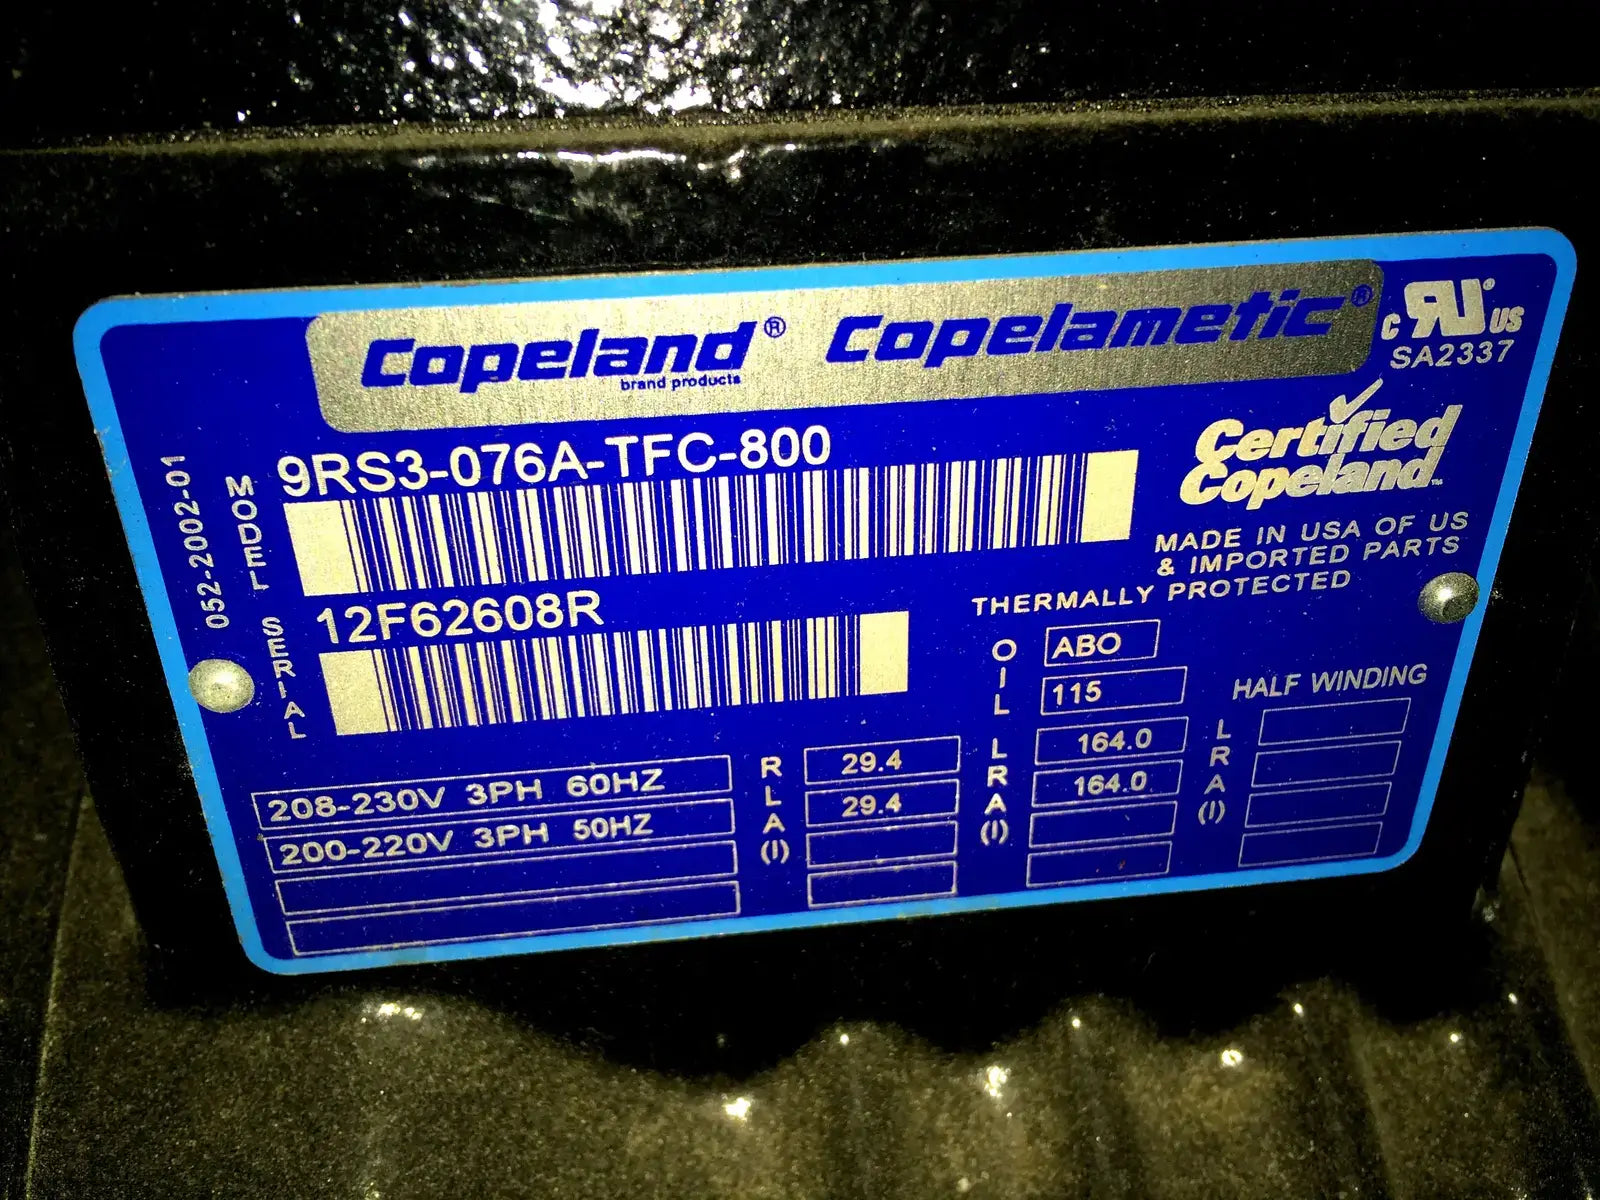 Copeland® Copelametic®
brand products
C RU® US
SA2337
Certified
Copeland™
052-2002-01
MODEL
9RS3-076A-TFC-800
MADE IN USA OF US
& IMPORTED PARTS
THERMALLY PROTECTED
SERIAL
12F62608R
OIL
ABO
115
208-230V 3PH 60HZ
200-220V 3PH 50HZ
RLA(I)
29.4
29.4
LRA(I)
164.0
164.0
HALF WINDING
LRA(I)